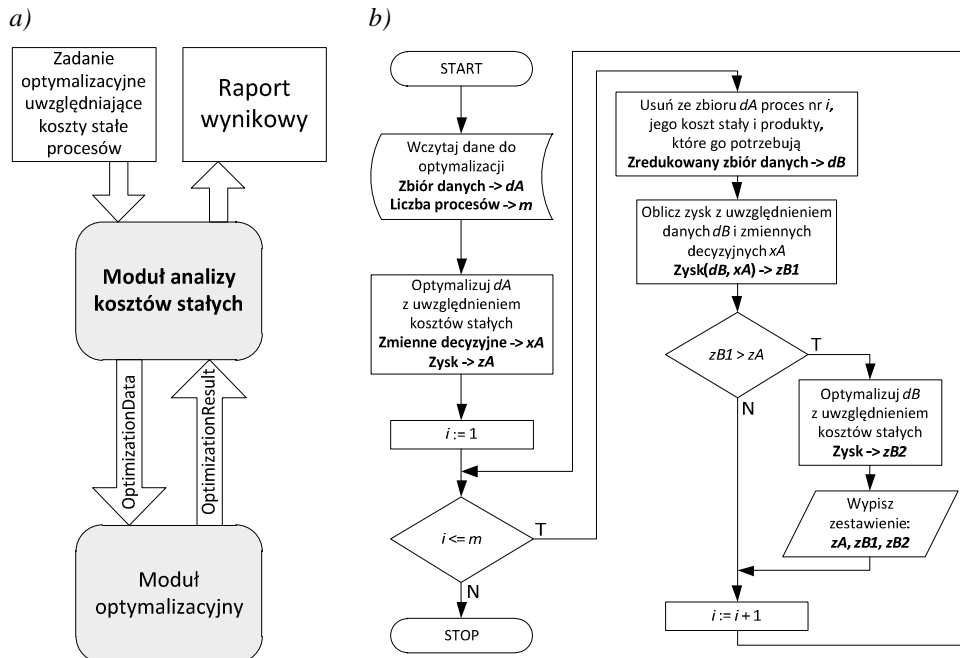 a)
Zadanie
optymalizacyjne
uwzględniające
koszty stałe
procesów
Raport
wynikowy
Moduł analizy
kosztów stałych
OptimizationData
OptimizationResult
Moduł
optymalizacyjny
b)
START
Wczytaj dane do
optymalizacji
Zbiór danych -> dA
Liczba procesów -> m
Optymalizuj dA
z uwzględnieniem
kosztów stałych
Zmienne decyzyjne -> xA
Zysk -> zA
i := 1
i <= m
T
N
STOP
Usuń ze zbioru dA proces nr i,
jego koszt stały i produkty,
które go potrzebują
Zredukowany zbiór danych -> dB
Oblicz zysk z uwzględnieniem
danych dB i zmiennych
decyzyjnych xA
Zysk(dB, xA) -> zB1
zB1 > zA
T
N
Optymalizuj dB
z uwzględnieniem
kosztów stałych
Zysk -> zB2
Wypisz
zestawienie:
zA, zB1, zB2
i := i + 1